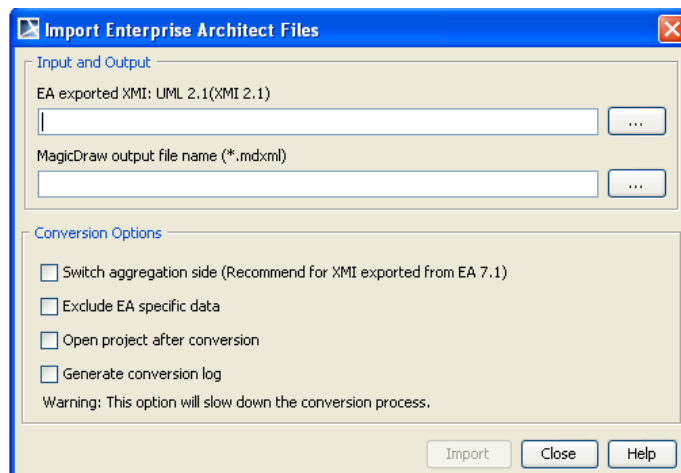 Import Enterprise Architect Files
Input and Output
EA exported XMI: UML 2.1(XMI 2.1)
...
MagicDraw output file name (*.mdxml)
...
Conversion Options
Switch aggregation side (Recommend for XMI exported from EA 7.1)
Exclude EA specific data
Open project after conversion
Generate conversion log
Warning: This option will slow down the conversion process.
Import Close Help